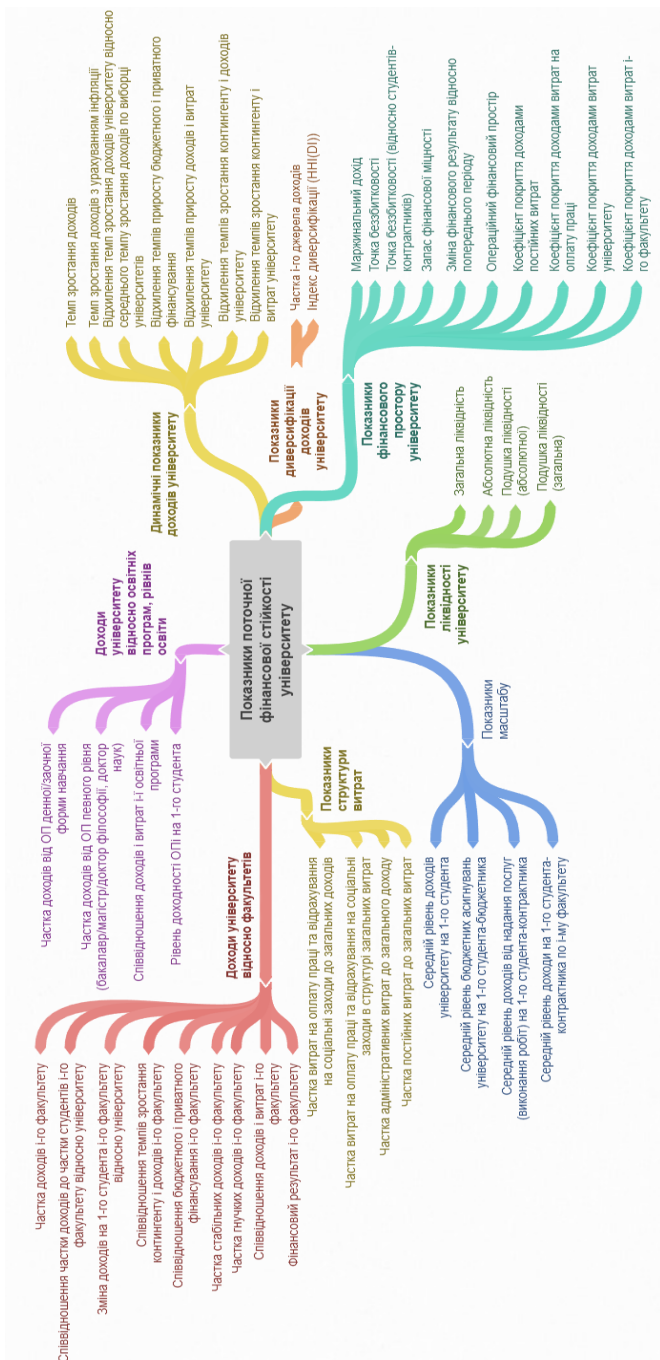 Показники поточної
фінансової стійкості
університету
Доходи університету
відносно факультетів
Частка доходів і-го факультету
Співвідношення частки доходів до частки студентів і-го
факультету відносно університету
Зміна доходів на 1-го студента і-го факультету
відносно університету
Співвідношення темпів зростання
контингенту і доходів і-го факультету
Співвідношення бюджетного і приватного
фінансування і-го факультету
Частка стабільних доходів і-го факультету
Частка гнучких доходів і-го факультету
Співвідношення доходів і витрат і-го
факультету
Фінансовий результат і-го факультету
Доходи
університету
відносно освітніх
програм, рівнів
освіти
Частка доходів від ОП денної/заочної
форми навчання
Частка доходів від ОП певного рівня
(бакалавр/магістр/доктор філософії, доктор
наук)
Співвідношення доходів і витрат і-ї освітньої
програми
Рівень доходності ОПі на 1-го студента
Динамічні показники
доходів університету
Темп зростання доходів
Темп зростання доходів з урахуванням інфляції
Відхилення темп зростання доходів університету відносно
середнього темпу зростання доходів по виборці
університетів
Відхилення темпів приросту бюджетного і приватного
фінансування
Відхилення темпів приросту доходів і витрат
університету
Відхилення темпів зростання контингенту і доходів
університету
Відхилення темпів зростання контингенту і
витрат університету
Показники
диверсифікації
доходів
університету
Частка і-го джерела доходів
Індекс диверсифікації (HHI(DI))
Показники
фінансового
простору
університету
Маржинальний дохід
Точка беззбитковості
Точка беззбитковості (відносно студентів-
контрактників)
Запас фінансової міцності
Зміна фінансового результату відносно
попереднього періоду
Операційний фінансовий простір
Коефіцієнт покриття доходами
постійних витрат
Коефіцієнт покриття доходами витрат на
оплату праці
Коефіцієнт покриття доходами витрат
університету
Коефіцієнт покриття доходами витрат і-
го факультету
Показники
ліквідності
університету
Загальна ліквідність
Абсолютна ліквідність
Подушка ліквідності
(абсолютної)
Подушка ліквідності
(загальна)
Показники
масштабу
Середній рівень доходів
університету на 1-го студента
Середній рівень бюджетних асигнувань
університету на 1-го студента-бюджетника
Середній рівень доходів від надання послуг
(виконання робіт) на 1-го студента-контрактника
Середній рівень доходи на 1-го студента-
контрактника по і-му факультету
Показники
структури
витрат
Частка витрат на оплату праці та відрахування
на соціальні заходи до загальних доходів
Частка витрат на оплату праці та відрахування на соціальні
заходи в структурі загальних витрат
Частка адміністративних витрат до загального доходу
Частка постійних витрат до загальних витрат